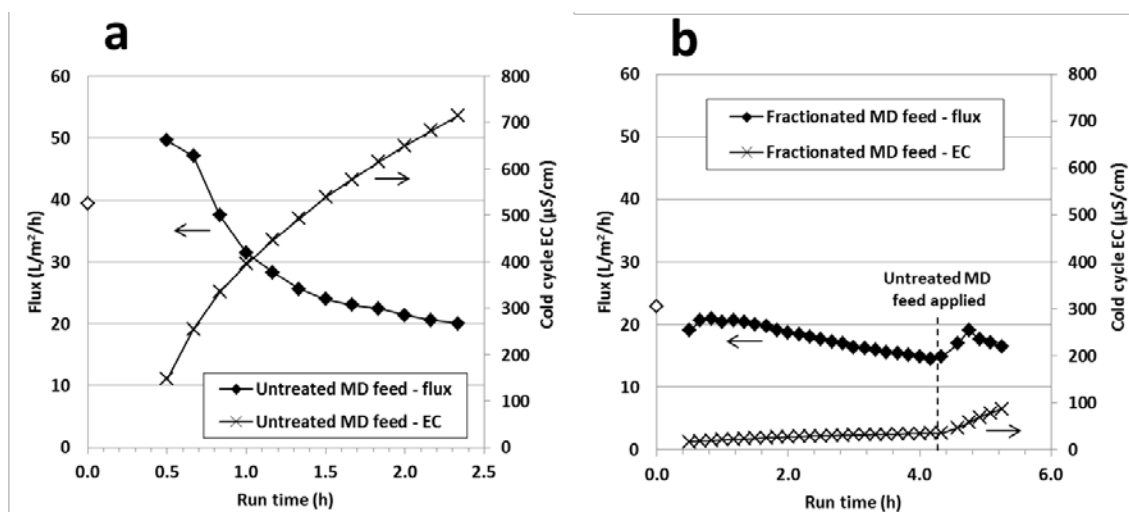 a
60
50
40
30
20
10
0
Flux (L/m²/h)
800
700
600
500
400
300
200
100
0
Cold cycle EC (µS/cm)
Untreated MD feed - flux
Untreated MD feed - EC
0.0 0.5 1.0 1.5 2.0 2.5
Run time (h)
b
60
50
40
30
20
10
0
Flux (L/m²/h)
800
700
600
500
400
300
200
100
0
Cold cycle EC (µS/cm)
Fractionated MD feed - flux
Fractionated MD feed - EC
Untreated MD
feed applied
0.0 2.0 4.0 6.0
Run time (h)